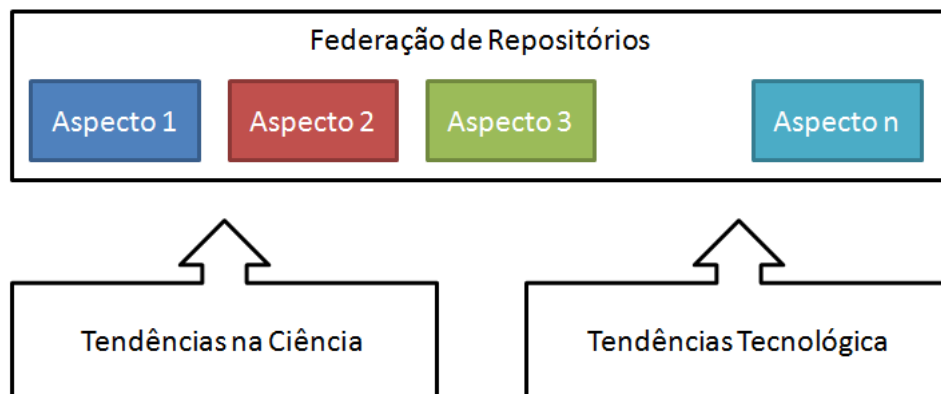 Federação de Repositórios
Aspecto 1
Aspecto 2
Aspecto 3
Aspecto n
Tendências na Ciência
Tendências Tecnológica